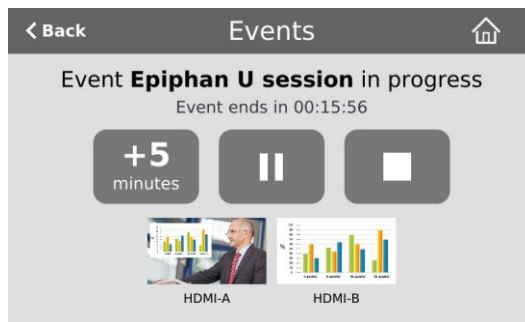 Back
Events
Event Epiphan U session in progress
Event ends in 00:15:56
+5
minutes
%
HDMI-A
HDMI-B